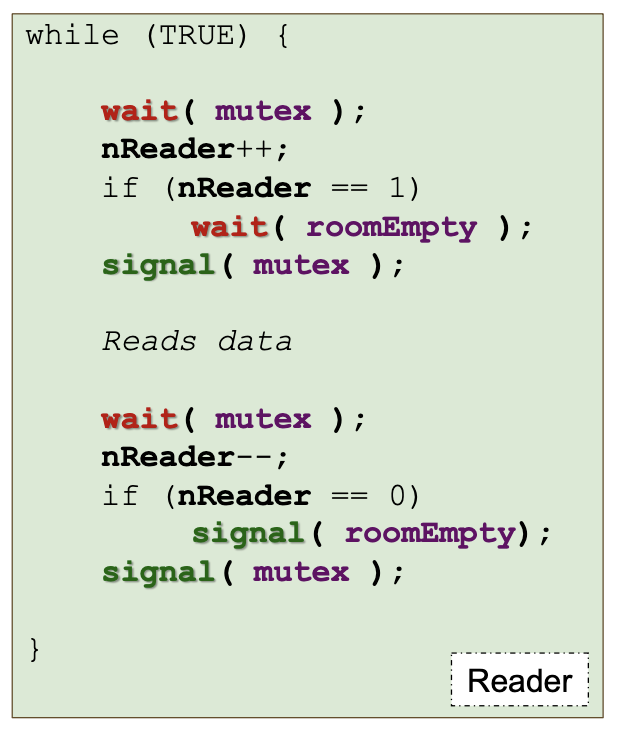 while (TRUE) {
wait( mutex );
nReader++;
if (nReader == 1)
wait( roomEmpty );
signal( mutex );
Reads data
wait( mutex );
nReader--;
if (nReader == 0)
signal( roomEmpty);
signal( mutex );
}
Reader